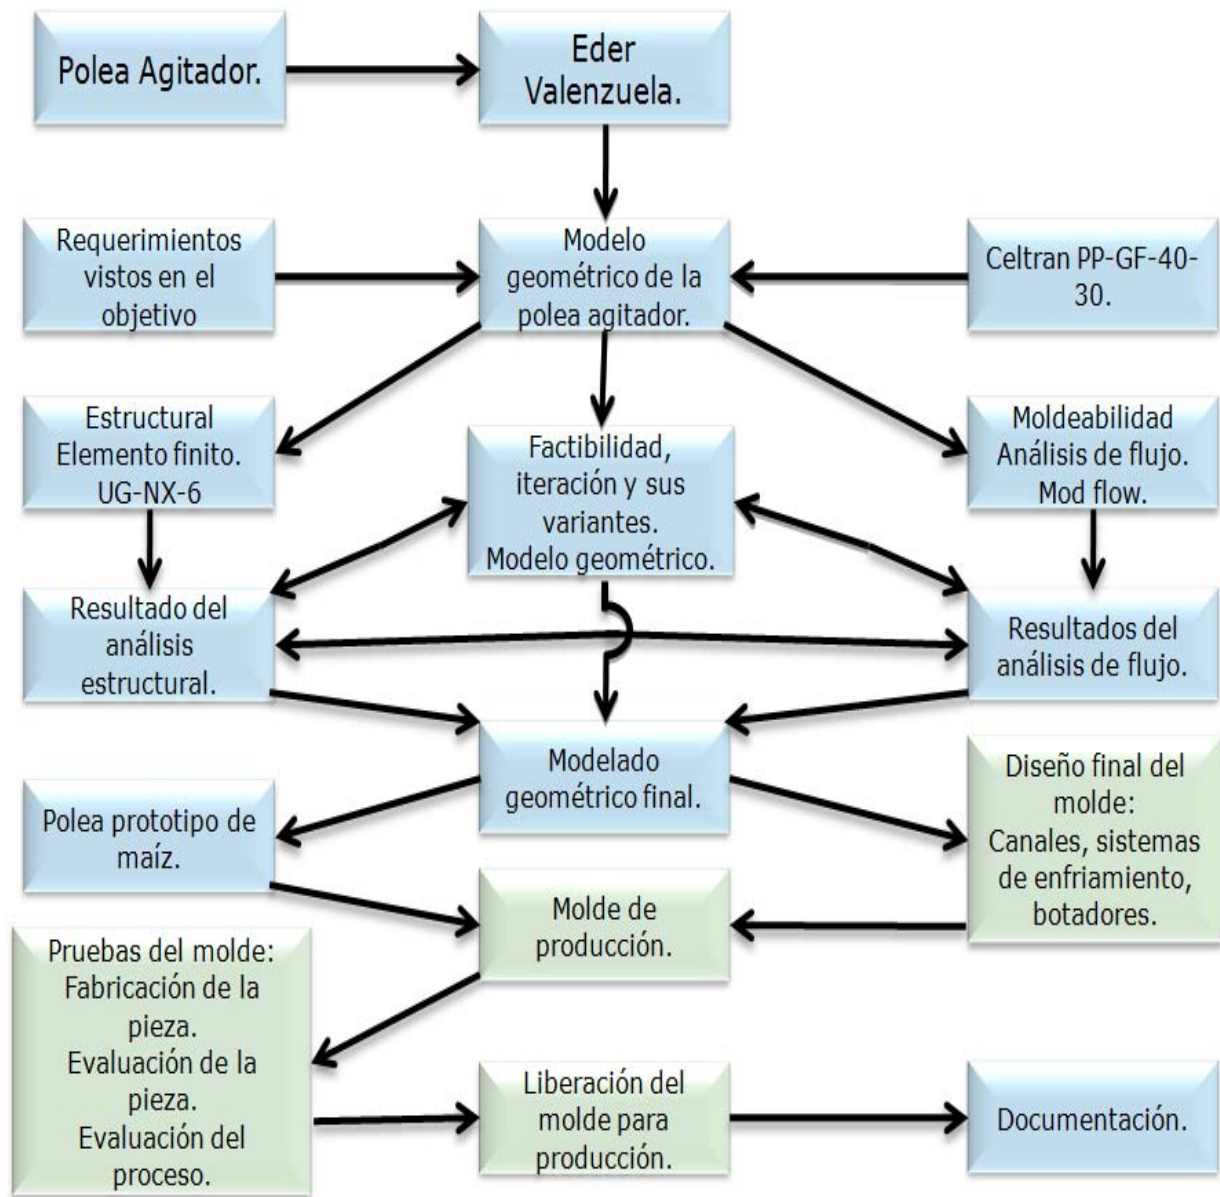 Polea Agitador.
Eder
Valenzuela.
Requerimientos
vistos en el
objetivo
Modelo
geométrico de la
polea agitador.
Celtran PP-GF-40-
30.
Estructural
Elemento finito.
UG-NX-6
Factibilidad,
iteración y sus
variantes.
Modelo geométrico.
Moldeabilidad
Análisis de flujo.
Mod flow.
Resultado del
análisis
estructural.
Resultados del
análisis de flujo.
Modelado
geométrico final.
Diseño final del
molde:
Canales, sistemas
de enfriamiento,
botadores.
Polea prototipo de
maíz.
Molde de
producción.
Pruebas del molde:
Fabricación de la
pieza.
Evaluación de la
pieza.
Evaluación del
proceso.
Liberación del
molde para
producción.
Documentación.